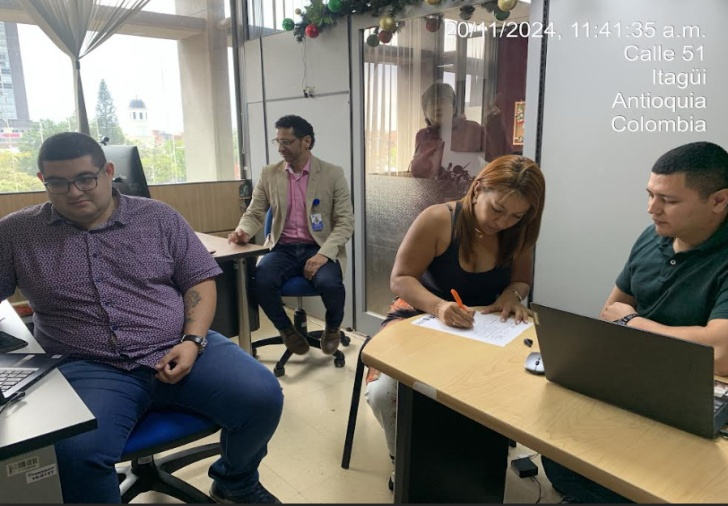 20/11/2024, 11:41:35 a.m.
Calle 51
Itagüi
Antioquia
Colombia